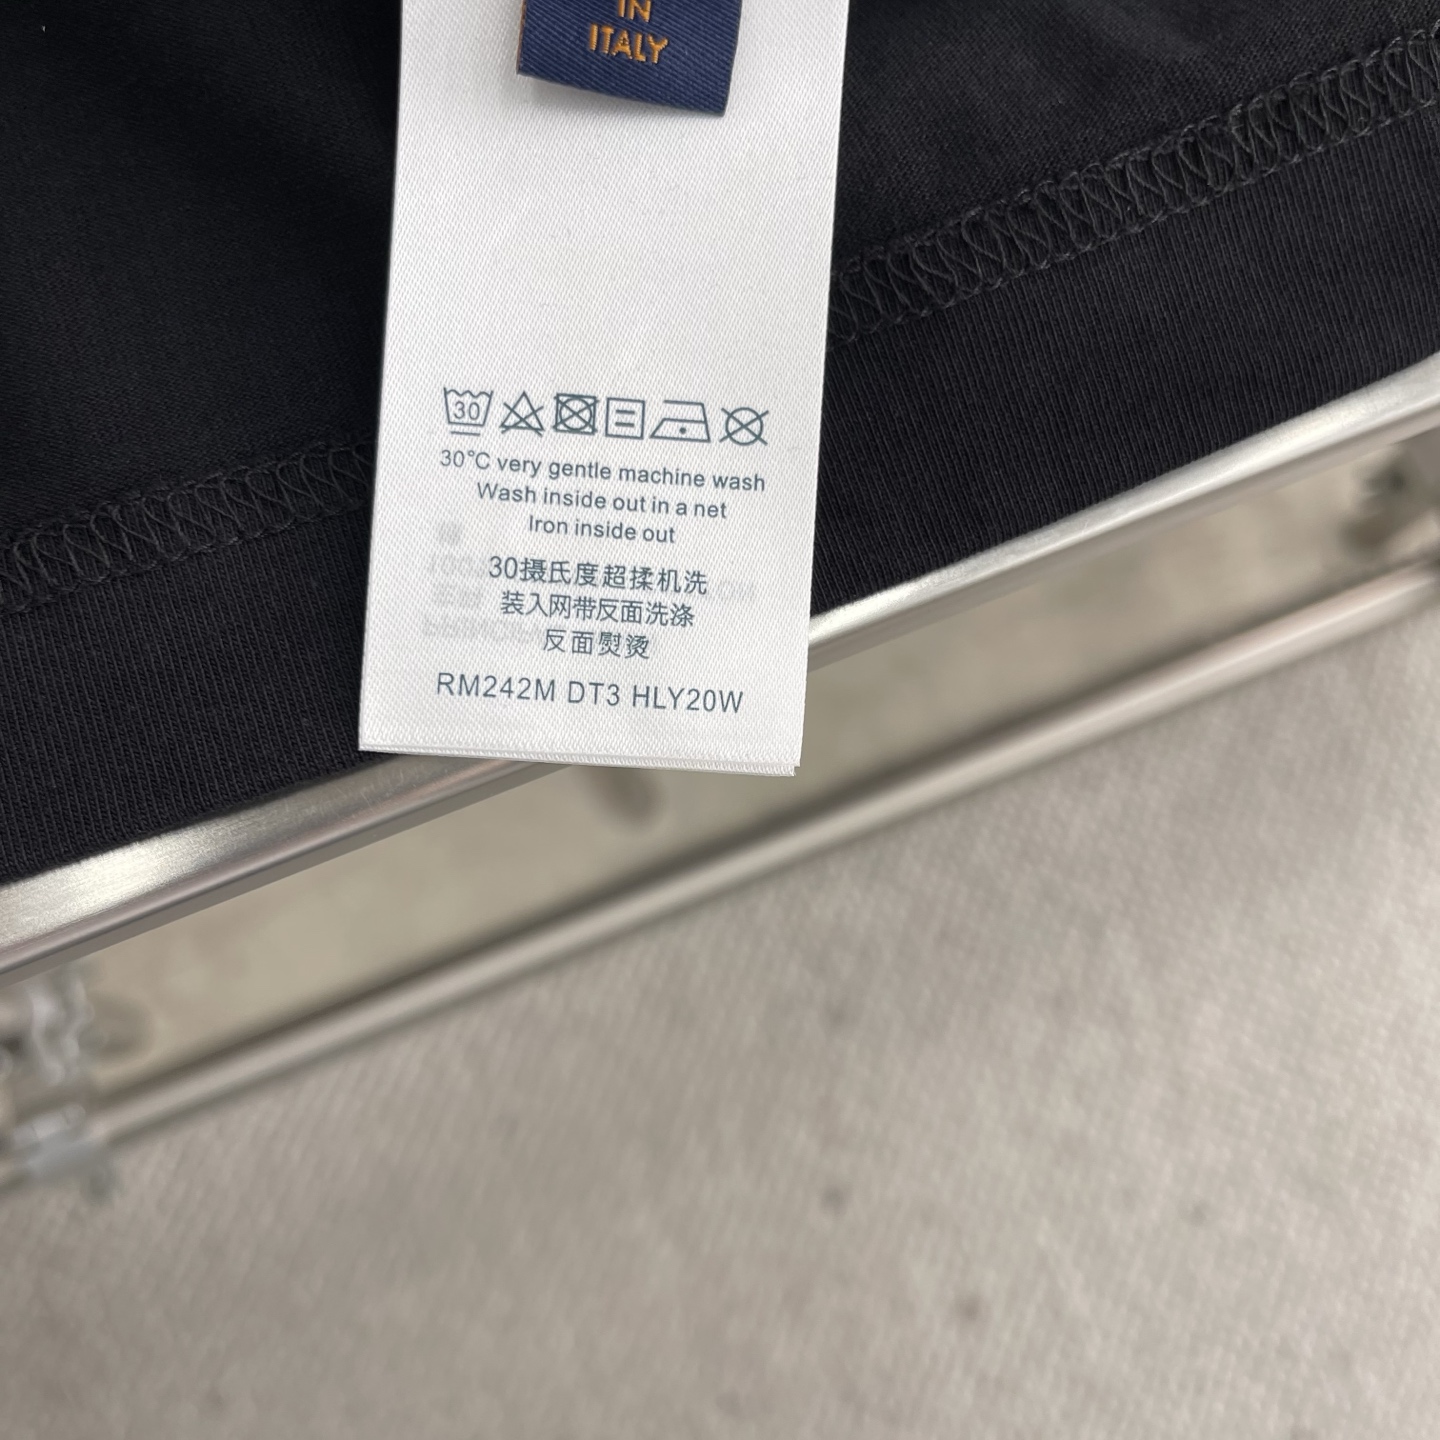 IN
ITALY
30
30°C very gentle machine wash
Wash inside out in a net
Iron inside out
30摄氏度超揉机洗
装入网带反面洗涤
反面熨烫
RM242M DT3 HLY20W